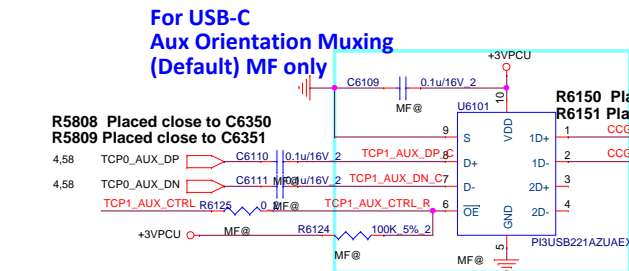 For USB-C
Aux Orientation Muxing
(Default) MF only
+3VPCU
C6109 0.1u/16V_2
MF@
U6101
R6150 Pla
R6151 Pla
R5808 Placed close to C6350
R5809 Placed close to C6351
10 VDD
9 S 1D+ 1 CCG
4,58 TCP0_AUX_DP C6110 0.1u/16V_2 TCP1_AUX_DP_C 8 D+ 1D- 2 CCG
MF@
4,58 TCP0_AUX_DN C6111 0.1u/16V_2 TCP1_AUX_DN_C 7 D- 2D+ 3
TCP1_AUX_CTRL R6125 0_2 MF@ TCP1_AUX_CTRL_R 6 OE 2D- 4
GND
+3VPCU MF@ R6124 100K_5%_2
5
PI3USB221AZUAEX
MF@ MF@